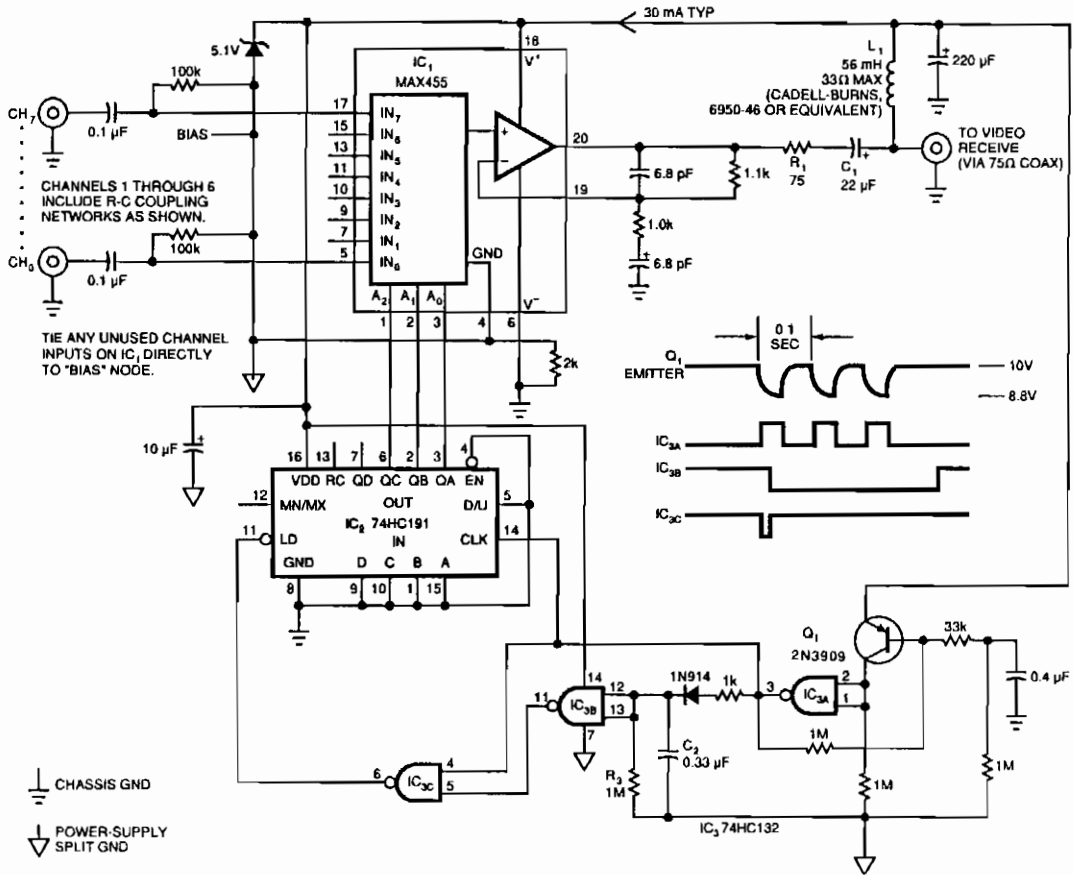 30 mA TYP
18
V+
5.1V
IC1
MAX455
L1
56 mH
33Ω MAX
(CADELL-BURNS,
6950-46 OR EQUIVALENT)
+
220 µF
100k
CH7
0.1 µF
BIAS
17
IN7
15
IN6
13
IN5
11
IN4
10
IN3
9
IN2
7
IN1
5
IN0
+
−
20
19
6.8 pF
1.1k
R1
75
C1
+
22 µF
TO VIDEO
RECEIVE
(VIA 75Ω COAX)
1.0k
+
6.8 pF
CHANNELS 1 THROUGH 6
INCLUDE R-C COUPLING
NETWORKS AS SHOWN.
100k
CH0
0.1 µF
GND
A2
A1
A0
V−
1
2
3
4
6
TIE ANY UNUSED CHANNEL
INPUTS ON IC1 DIRECTLY
TO "BIAS" NODE.
2k
0.1
SEC
Q1
EMITTER
10V
8.8V
IC3A
IC3B
IC3C
10 µF
+
16
13
7
6
2
3
4
VDD
RC
QD
QC
QB
QA
EN
12
MN/MX
OUT
D/U
5
IC2 74HC191
11
LD
IN
CLK
14
GND
D
C
B
A
8
9
10
1
15
Q1
2N3909
33k
0.4 µF
1N914
1k
3
IC3A
2
1
14
11
IC3B
12
13
7
1M
C2
0.33 µF
R3
1M
1M
1M
6
IC3C
4
5
IC3 74HC132
CHASSIS GND
POWER-SUPPLY
SPLIT GND